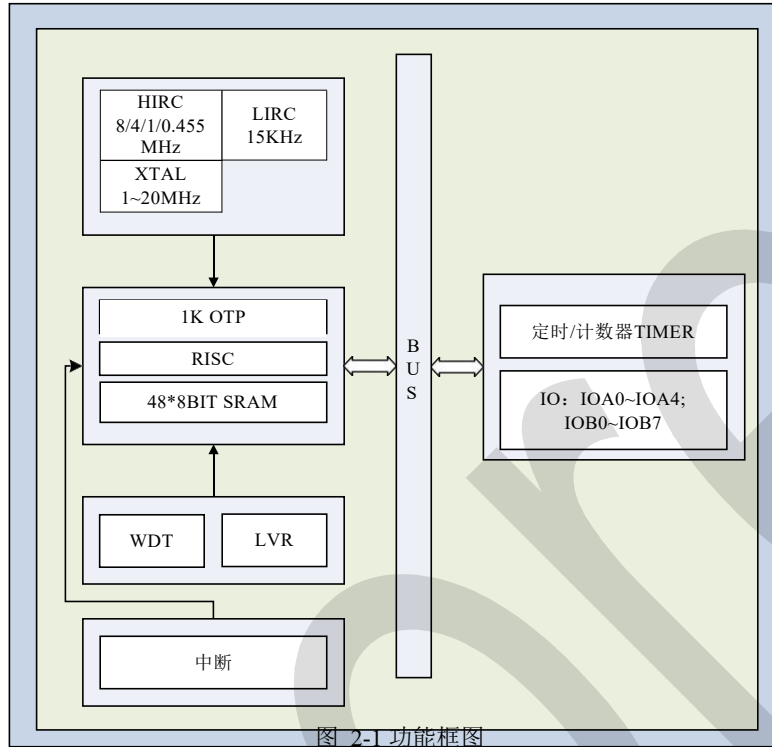 HIRC
8/4/1/0.455
MHz
LIRC
15KHz
XTAL
1~20MHz
1K OTP
RISC
48*8BIT SRAM
WDT
LVR
中断
B
U
S
定时/计数器TIMER
IO：IOA0~IOA4;
IOB0~IOB7
图 2-1 功能框图